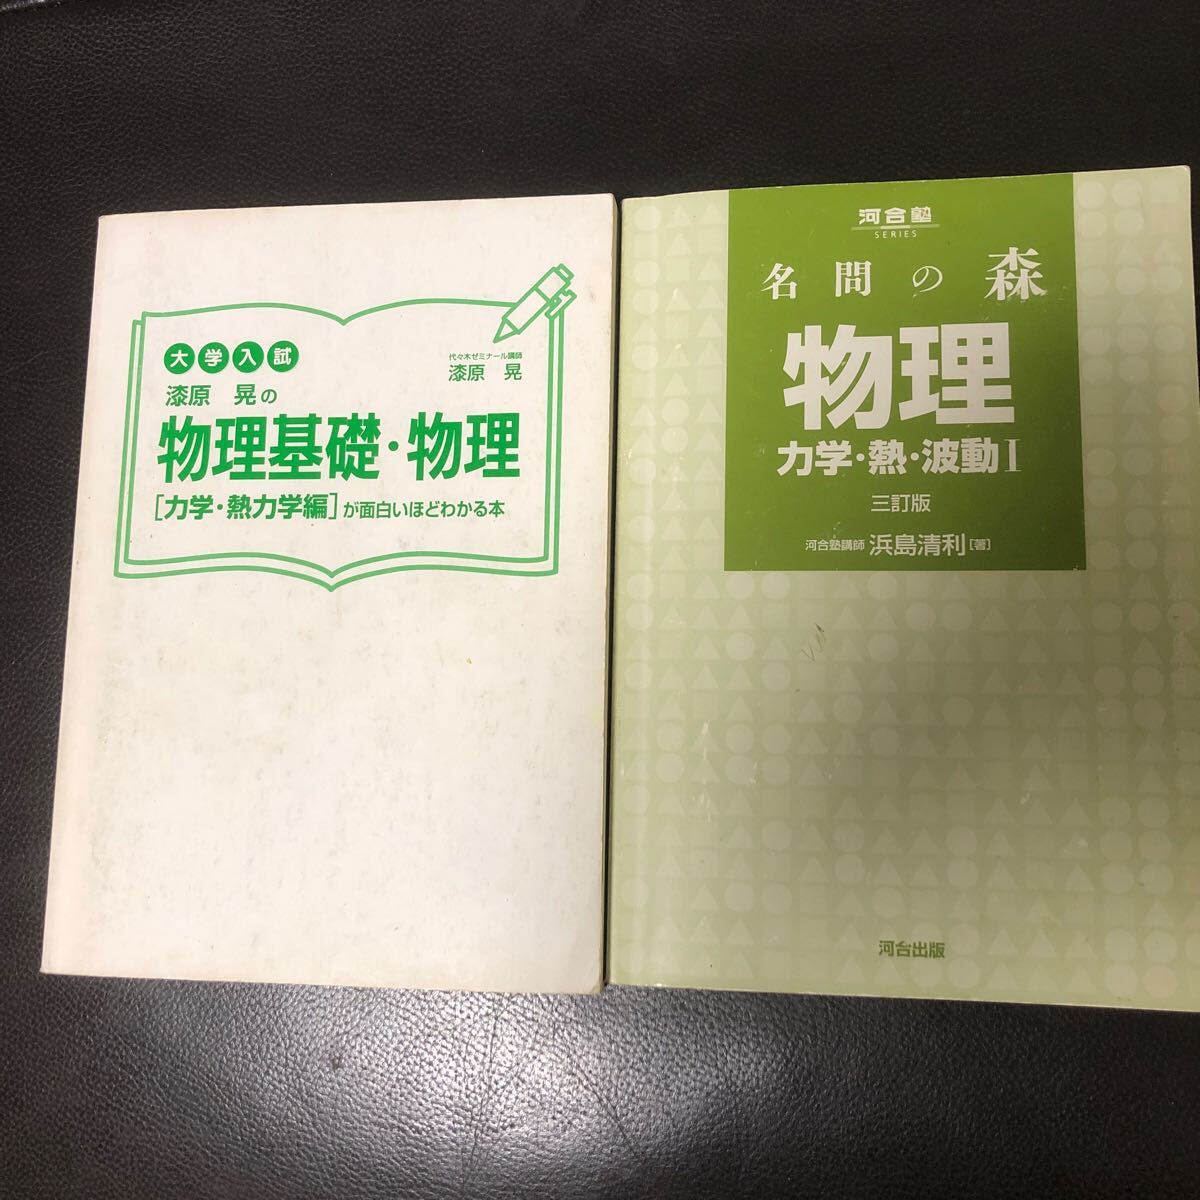 大学入試
代々木ゼミナール講師
漆原 晃
漆原 晃の
物理基礎・物理
[力学・熱力学編]が面白いほどわかる本
河合塾
SERIES
名問の森
物理
力学・熱・波動I
三訂版
河合塾講師 浜島清利[著]
河合出版